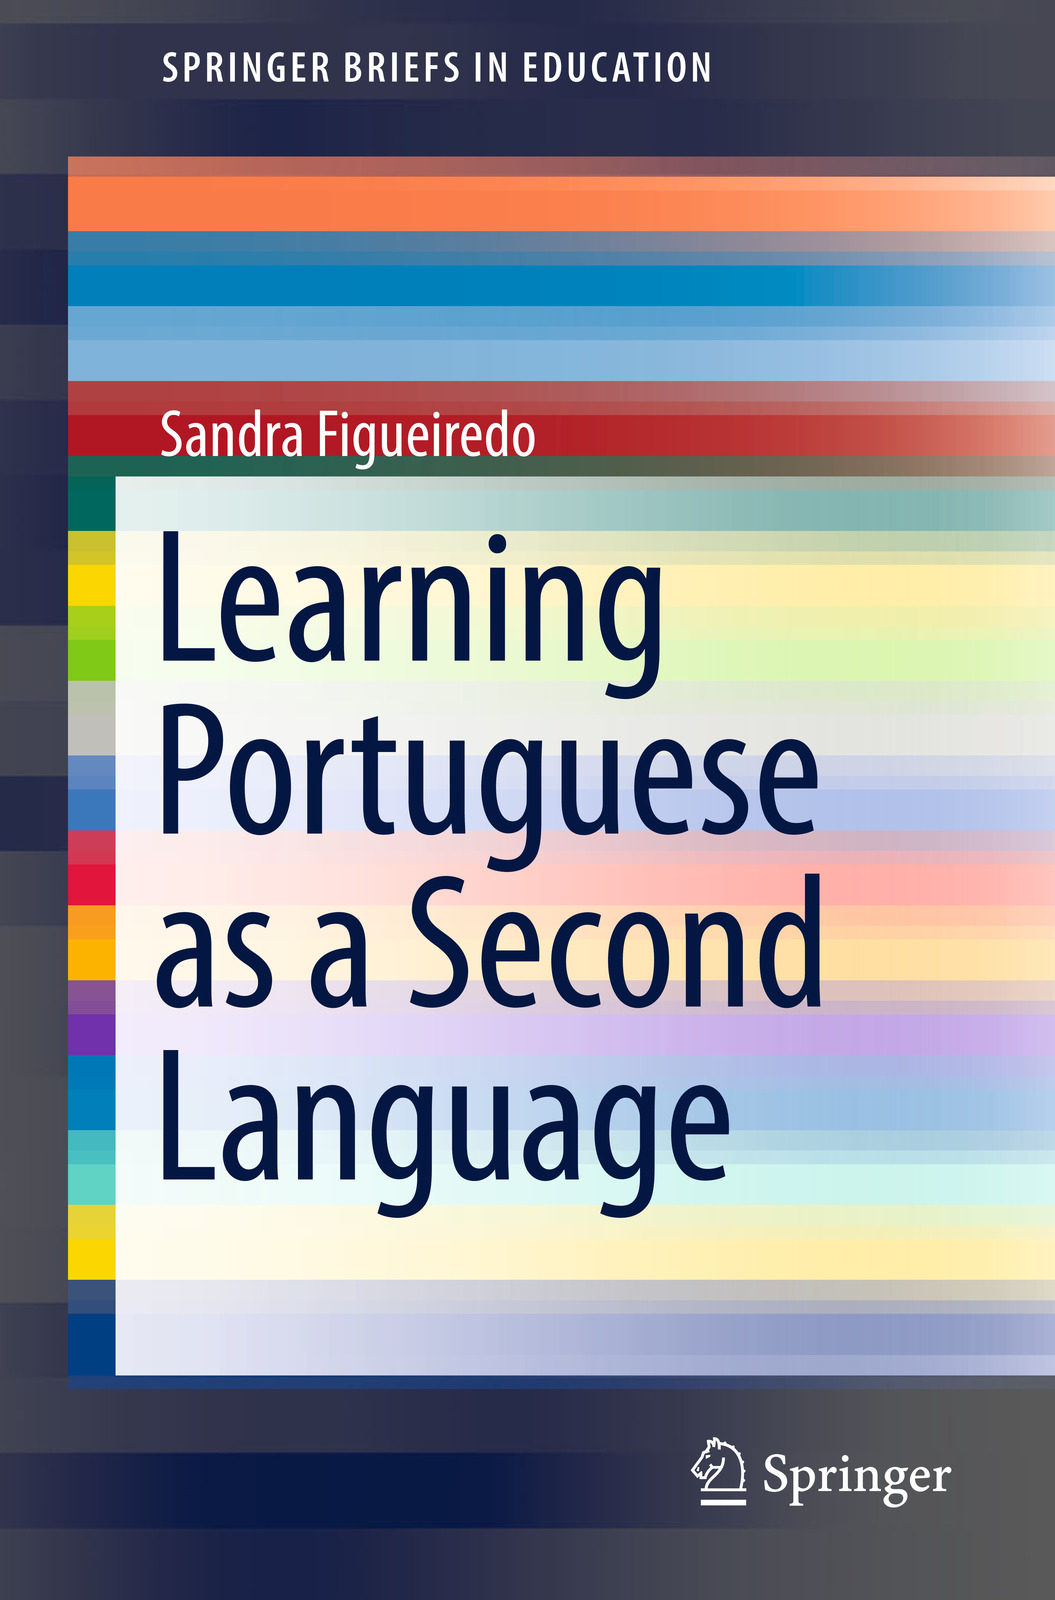 SPRINGER BRIEFS IN EDUCATION
Sandra Figueiredo
Learning
Portuguese
as a Second
Language
Springer